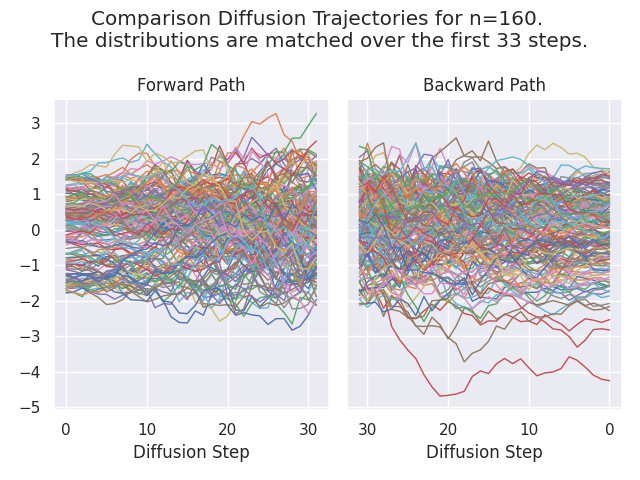 Comparison Diffusion Trajectories for n=160.
The distributions are matched over the first 33 steps.
Forward Path
Backward Path
3
2
1
0
−1
−2
−3
−4
−5
0 10 20 30
30 20 10 0
Diffusion Step
Diffusion Step